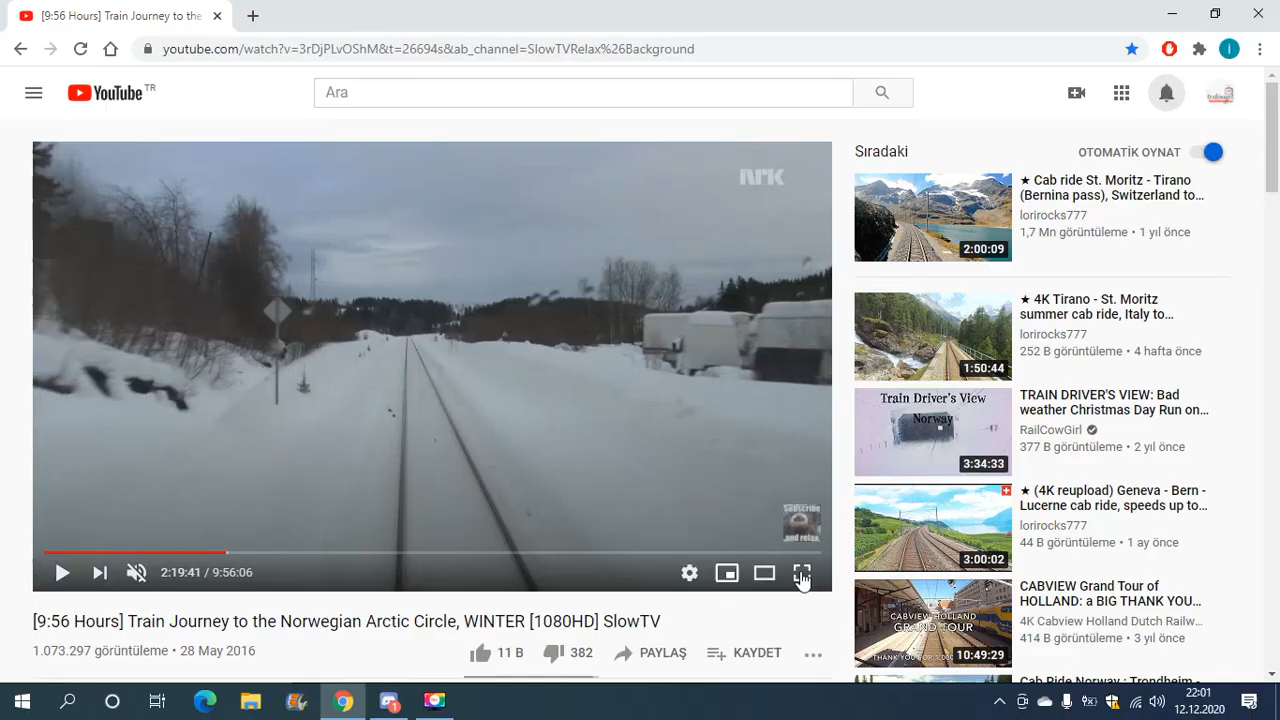 [9:56 Hours] Train Journey to the
youtube.com/watch?v=3rDjPLvOShM&t=26694s&ab_channel=SlowTVRelax%26Background
i
YouTube TR
Ara
nrk
Subscribe
and relax
2:19:41 / 9:56:06
[9:56 Hours] Train Journey to the Norwegian Arctic Circle, WINTER [1080HD] SlowTV
1.073.297 görüntüleme • 28 May 2016
11 B
382
PAYLAŞ
KAYDET
Sıradaki
OTOMATİK OYNAT
2:00:09
★ Cab ride St. Moritz - Tirano
(Bernina pass), Switzerland to…
lorirocks777
1,7 Mn görüntüleme • 1 yıl önce
1:50:44
★ 4K Tirano - St. Moritz
summer cab ride, Italy to…
lorirocks777
252 B görüntüleme • 4 hafta önce
Train Driver's View
Norway
3:34:33
TRAIN DRIVER'S VIEW: Bad
weather Christmas Day Run on…
RailCowGirl
377 B görüntüleme • 2 yıl önce
3:00:02
★ (4K reupload) Geneva - Bern -
Lucerne cab ride, speeds up to…
lorirocks777
44 B görüntüleme • 1 ay önce
CABVIEW HOLLAND
GRAND TOUR
10:49:29
CABVIEW Grand Tour of
HOLLAND: a BIG THANK YOU…
4K Cabview Holland Dutch Railw…
414 B görüntüleme • 3 yıl önce
Cab Ride Norway : Trondheim -
22:01
12.12.2020